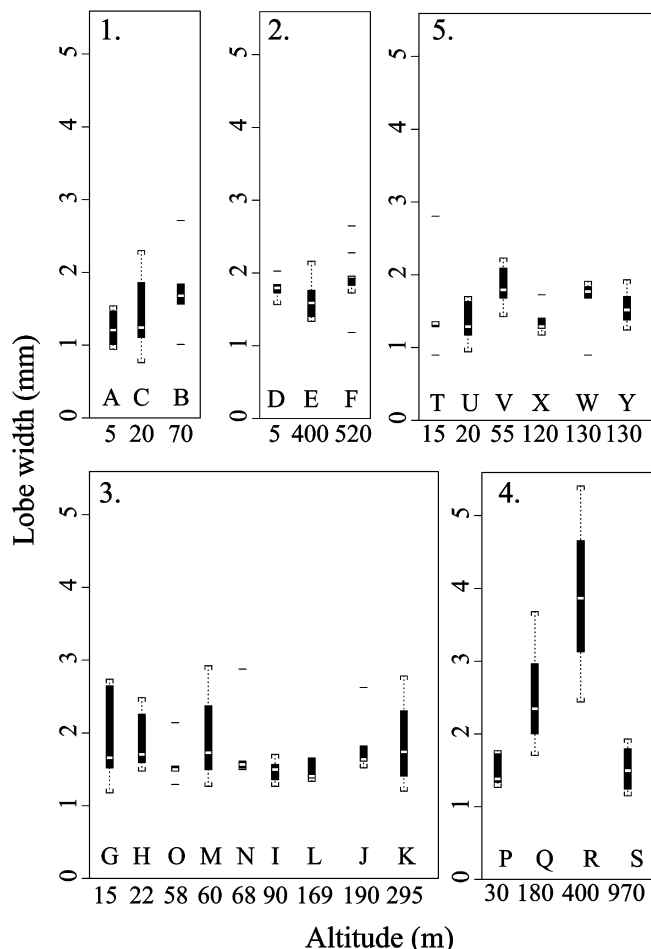 1. 2. 5.
0 1 2 3 4 5
0 1 2 3 4 5
0 1 2 3 4 5
A C B
5 20 70
D E F
5 400 520
T U V X W Y
15 20 55 120 130 130
Lobe width (mm)
3. 4.
0 1 2 3 4 5
0 1 2 3 4 5
G H O M N I L J K
15 22 58 60 68 90 169 190 295
P Q R S
30 180 400 970
Altitude (m)